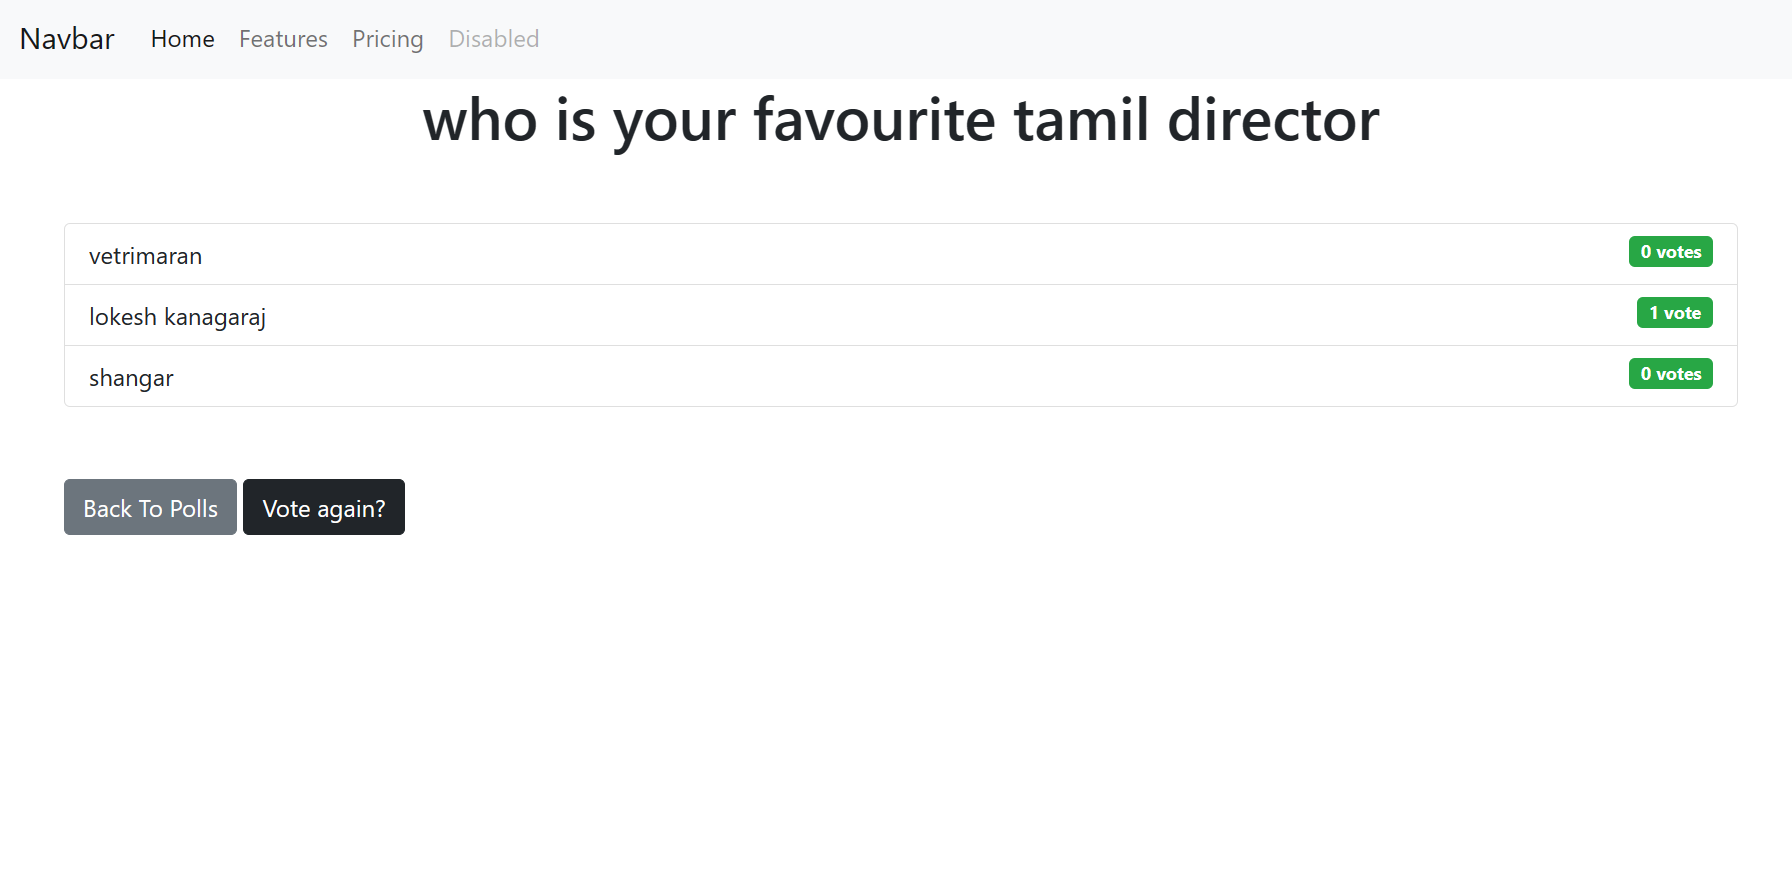 Navbar Home Features Pricing Disabled
who is your favourite tamil director
vetrimaran 0 votes
lokesh kanagaraj 1 vote
shangar 0 votes
Back To Polls Vote again?